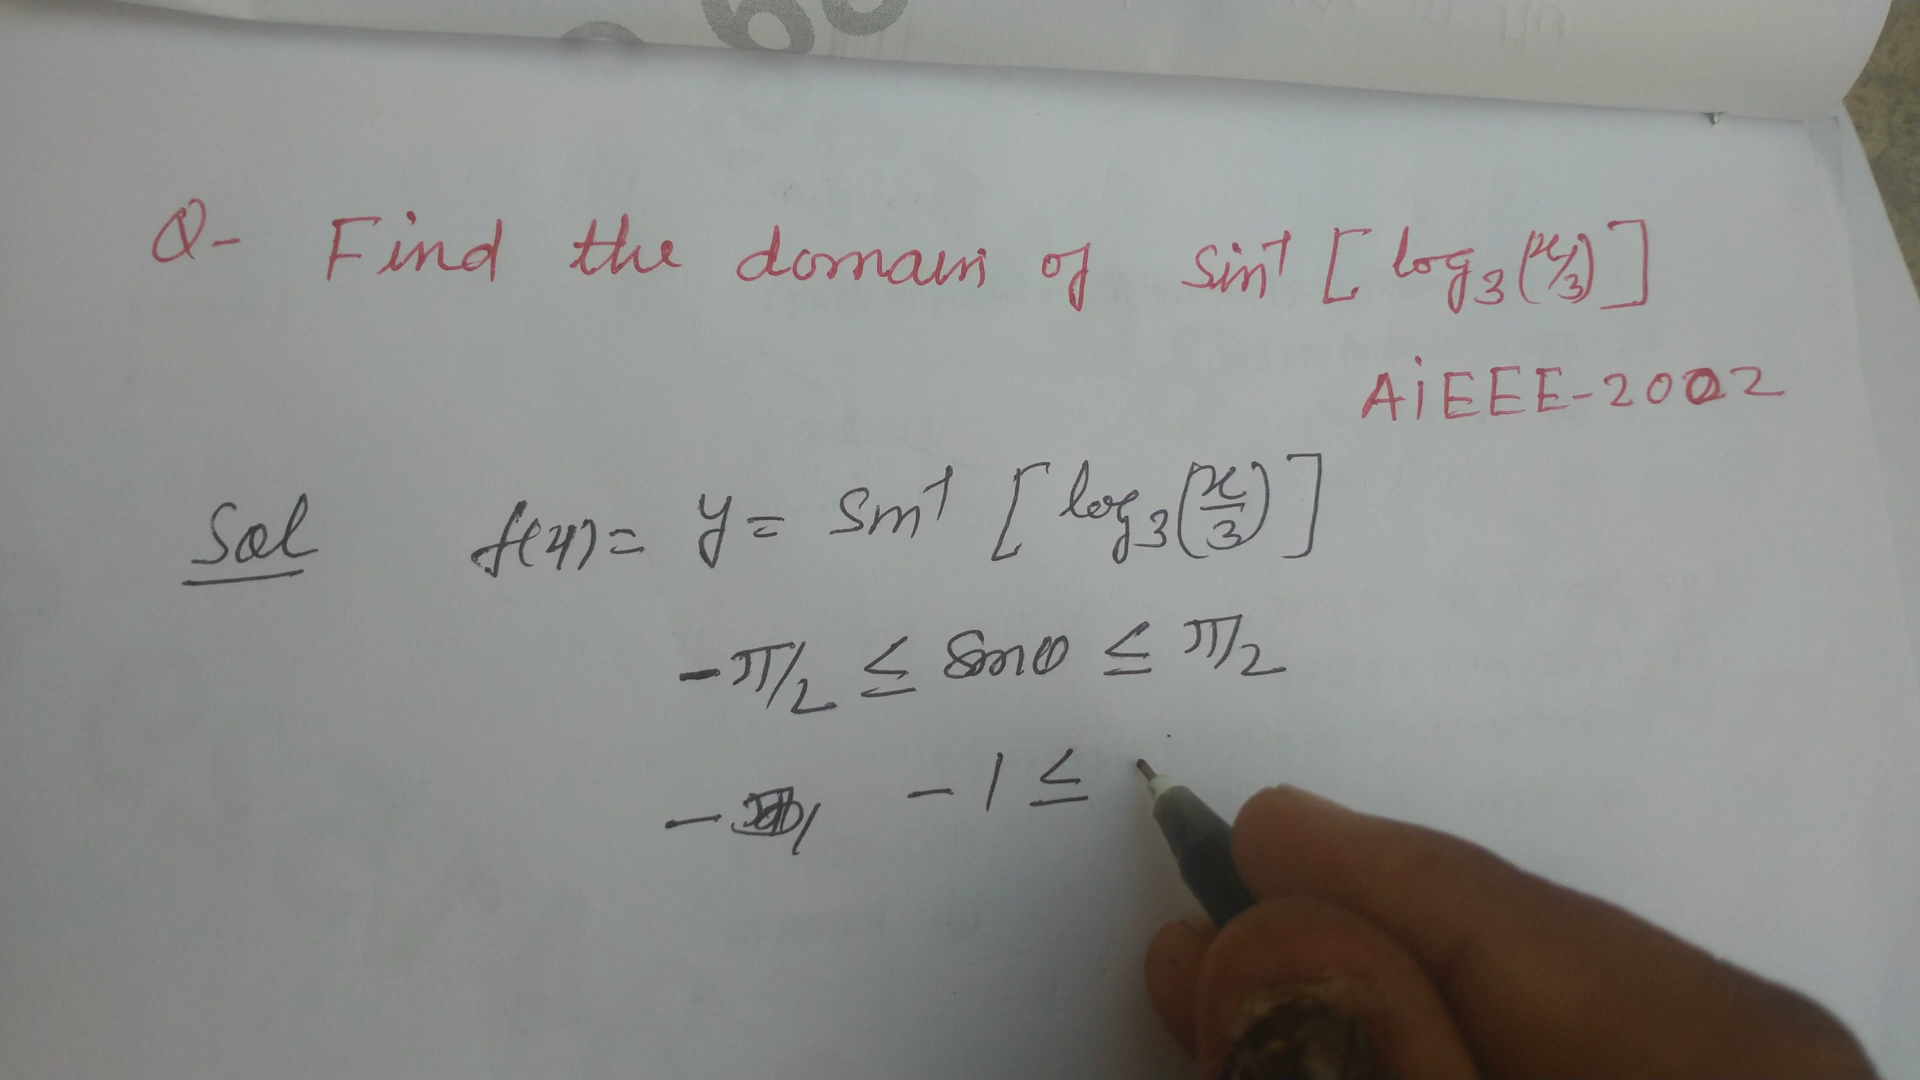 Q- Find the domain of sin⁻¹ [log₃(x/3)]
AiEEE-2002
Sol f(x)= y= sin⁻¹ [log₃(x/3)]
-π/2 ≤ sinθ ≤ π/2
- -1 ≤